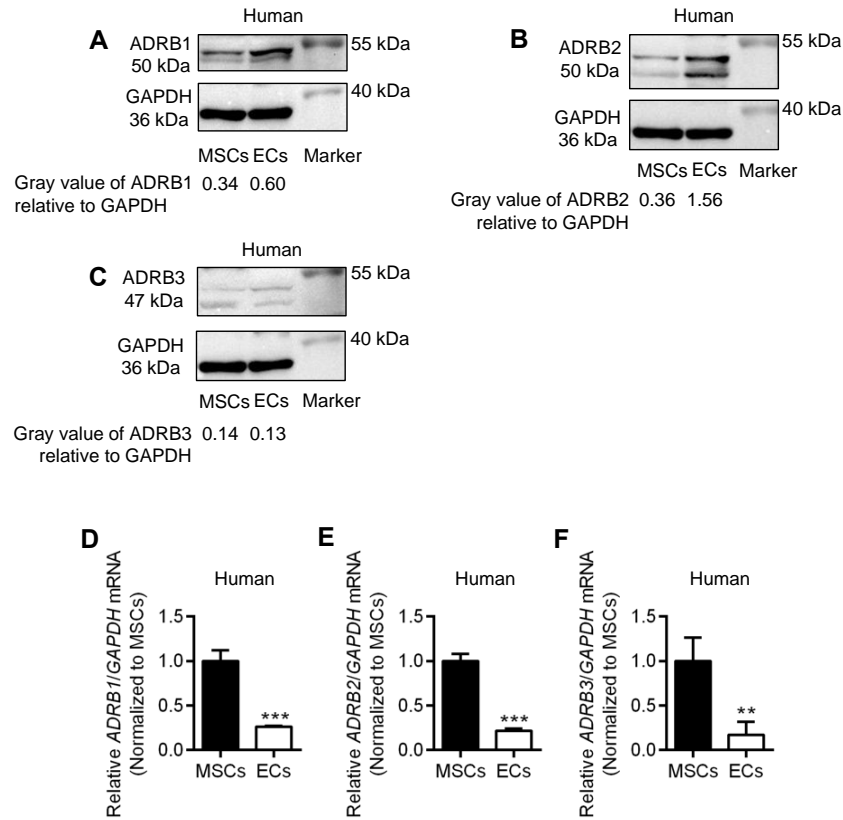 A
Human
ADRB1
50 kDa
55 kDa
GAPDH
36 kDa
40 kDa
MSCs ECs Marker
Gray value of ADRB1 0.34 0.60
relative to GAPDH
B
Human
ADRB2
50 kDa
55 kDa
GAPDH
36 kDa
40 kDa
MSCs ECs Marker
Gray value of ADRB2 0.36 1.56
relative to GAPDH
C
Human
ADRB3
47 kDa
55 kDa
GAPDH
36 kDa
40 kDa
MSCs ECs Marker
Gray value of ADRB3 0.14 0.13
relative to GAPDH
D
Human
Relative ADRB1/GAPDH mRNA
(Normalized to MSCs)
1.5
1.0
0.5
0.0
***
MSCs ECs
E
Human
Relative ADRB2/GAPDH mRNA
(Normalized to MSCs)
1.5
1.0
0.5
0.0
***
MSCs ECs
F
Human
Relative ADRB3/GAPDH mRNA
(Normalized to MSCs)
1.5
1.0
0.5
0.0
**
MSCs ECs